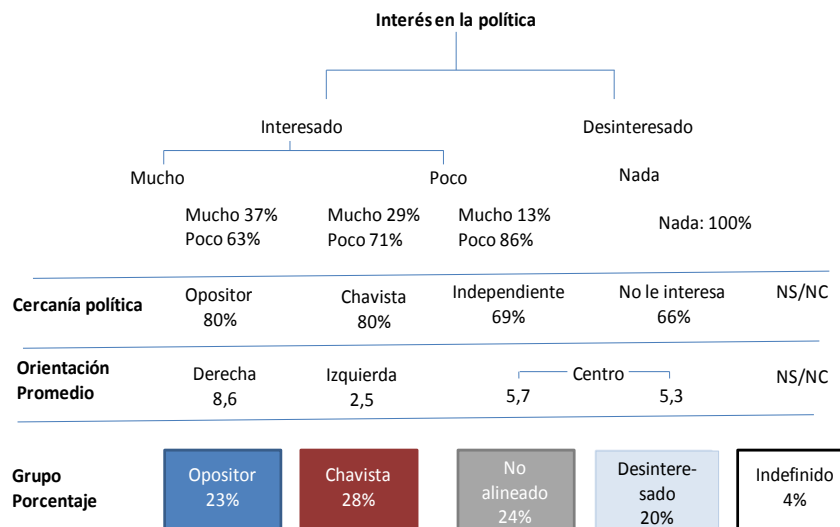 Interés en la política
Interesado Desinteresado
Mucho Poco Nada
Mucho 37% Mucho 29% Mucho 13% Nada: 100%
Poco 63% Poco 71% Poco 86%
Cercanía política Opositor Chavista Independiente No le interesa NS/NC
80% 80% 69% 66%
Orientación Promedio Derecha Izquierda Centro NS/NC
8,6 2,5 5,7 5,3
Grupo Opositor Chavista No Desintere- Indefinido
Porcentaje 23% 28% alineado sado 4%
24% 20%